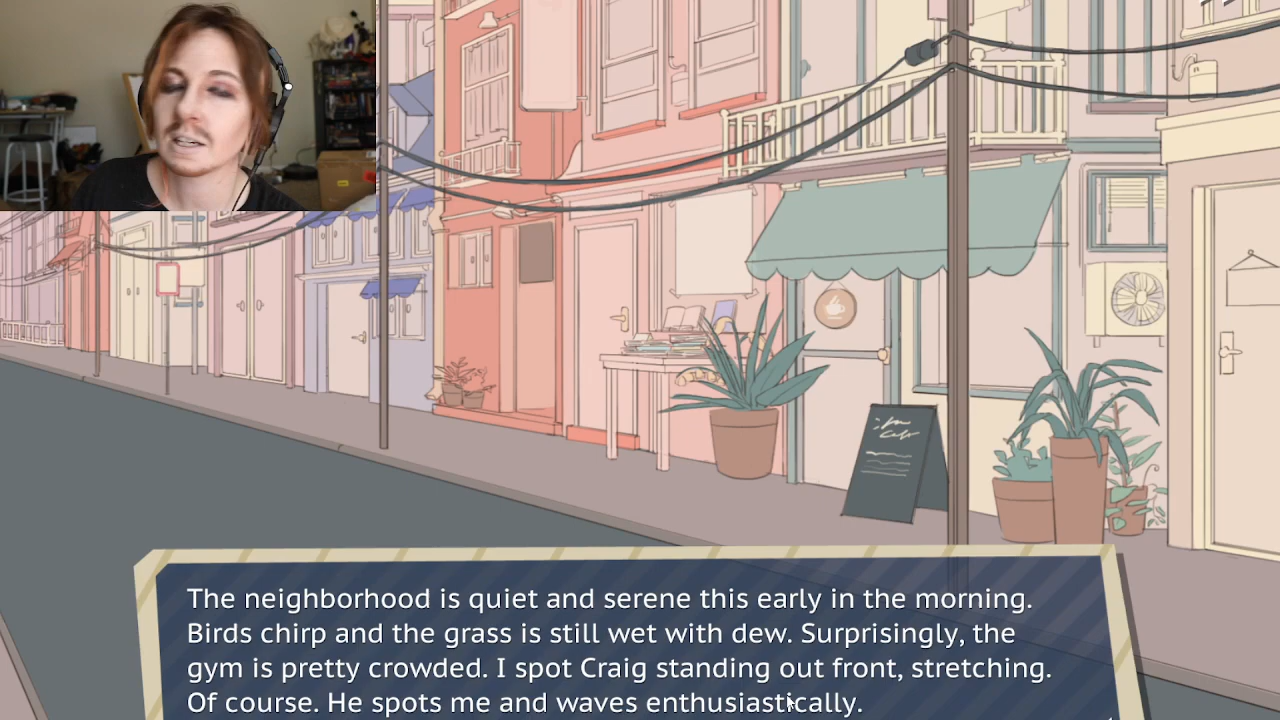 The neighborhood is quiet and serene this early in the morning.
Birds chirp and the grass is still wet with dew. Surprisingly, the
gym is pretty crowded. I spot Craig standing out front, stretching.
Of course. He spots me and waves enthusiastically.